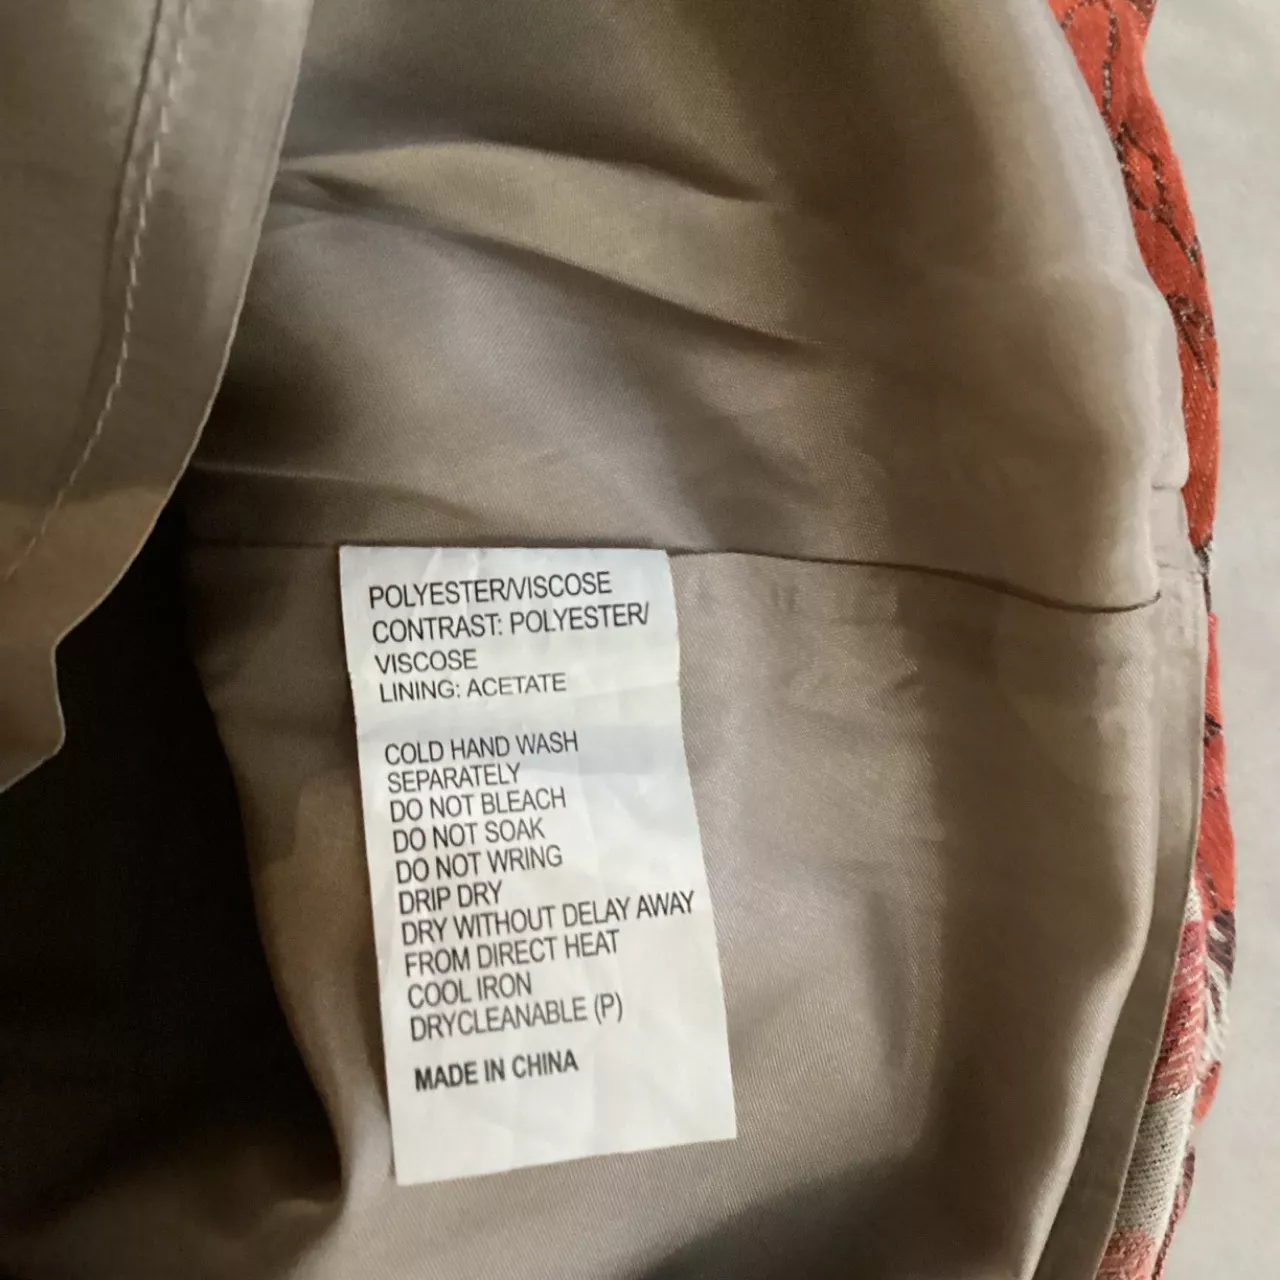 POLYESTER/VISCOSE
CONTRAST: POLYESTER/
VISCOSE
LINING: ACETATE
COLD HAND WASH
SEPARATELY
DO NOT BLEACH
DO NOT SOAK
DO NOT WRING
DRIP DRY
DRY WITHOUT DELAY AWAY
FROM DIRECT HEAT
COOL IRON
DRYCLEANABLE (P)
MADE IN CHINA